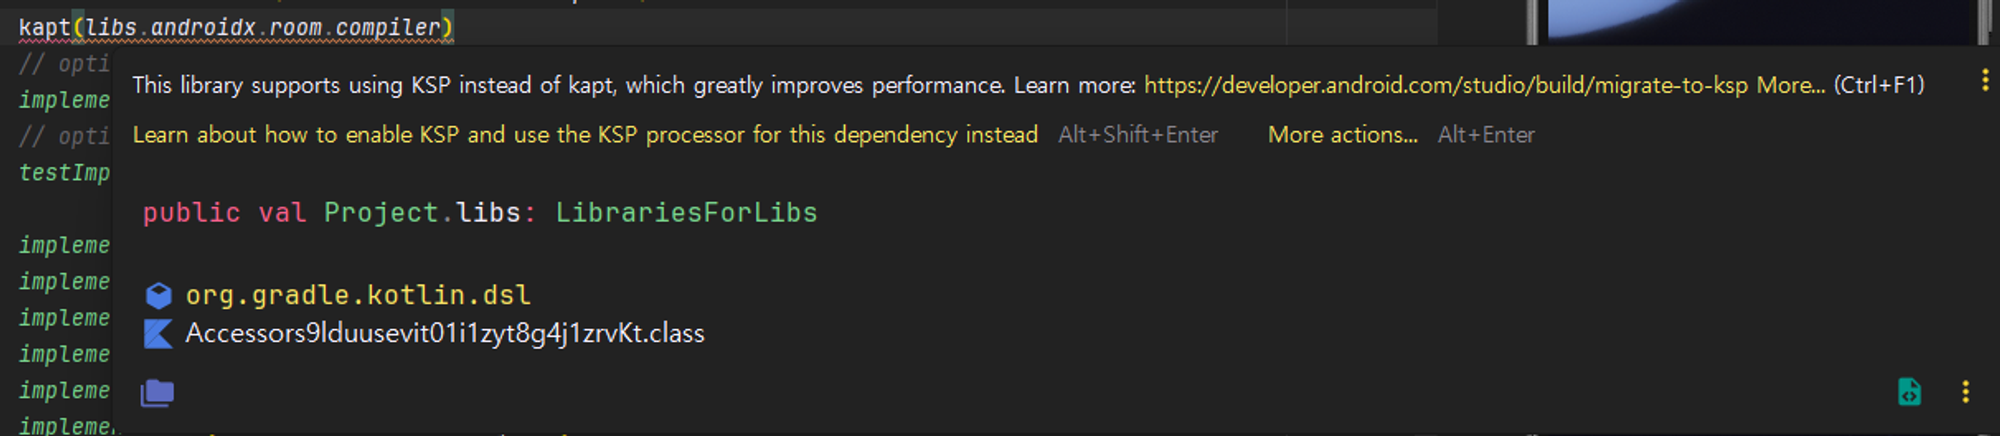 kapt(libs.androidx.room.compiler)
// opti
This library supports using KSP instead of kapt, which greatly improves performance. Learn more: https://developer.android.com/studio/build/migrate-to-ksp More... (Ctrl+F1)
impleme
// opti
Learn about how to enable KSP and use the KSP processor for this dependency instead Alt+Shift+Enter More actions... Alt+Enter
testImp
public val Project.libs: LibrariesForLibs
impleme
impleme
org.gradle.kotlin.dsl
impleme
Accessors9lduusevit01i1zyt8g4j1zrvKt.class
impleme
impleme
impleme